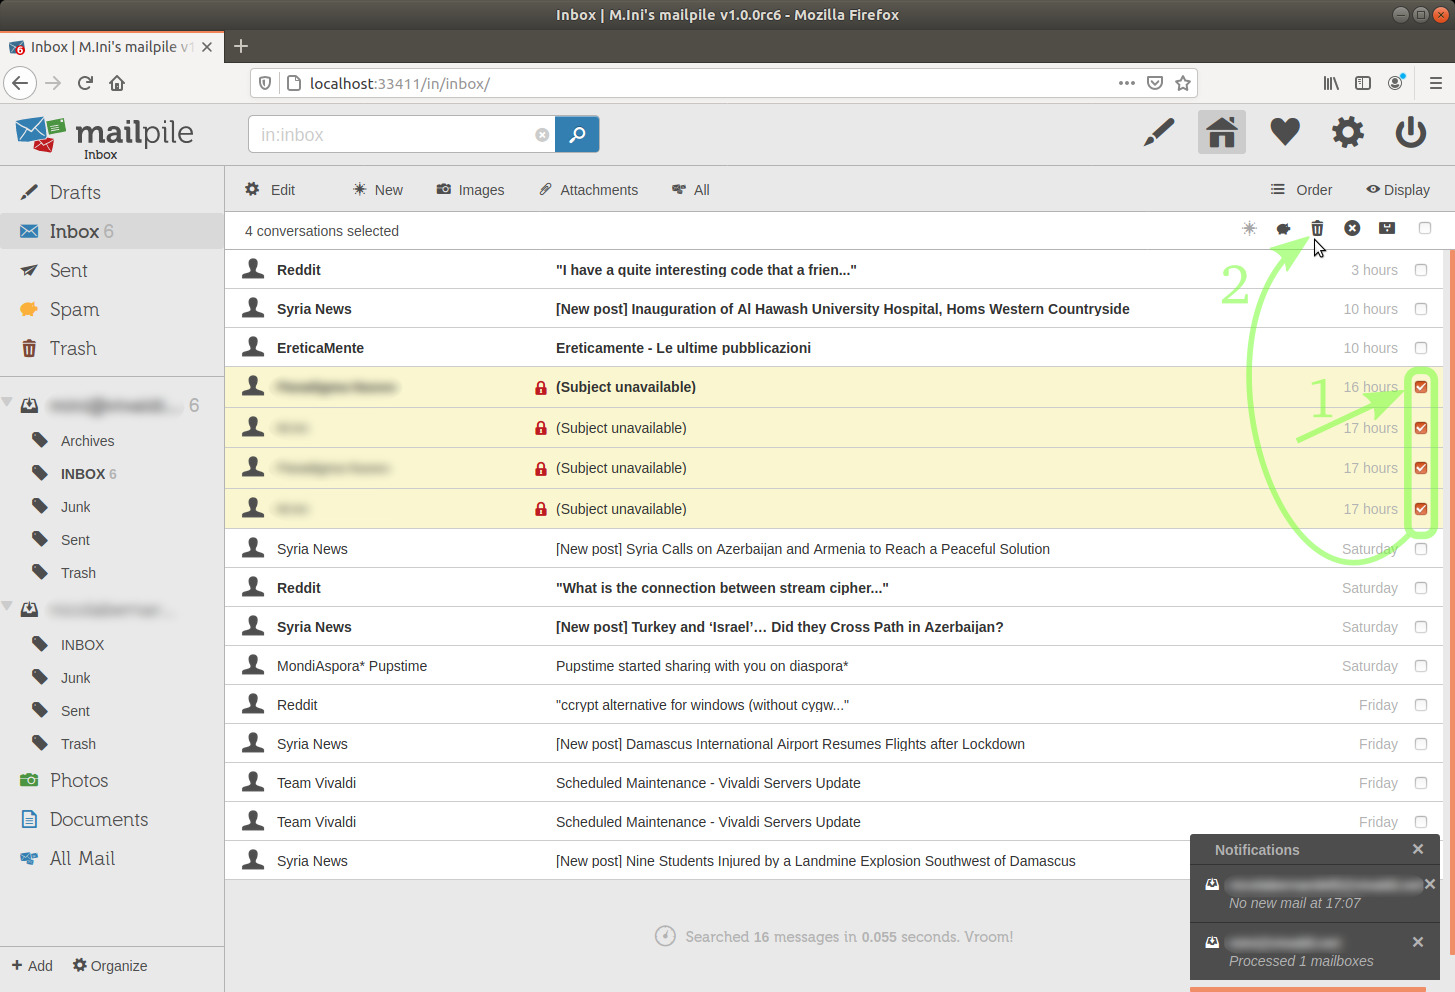 Inbox | M.Ini's mailpile v1.0.0rc6 - Mozilla Firefox
6 Inbox | M.Ini's mailpile v1
localhost:33411/in/inbox/
mailpile
Inbox
in:inbox
Drafts
Inbox 6
Sent
Spam
Trash
6
Archives
INBOX 6
Junk
Sent
Trash
INBOX
Junk
Sent
Trash
Photos
Documents
All Mail
+ Add Organize
Edit New Images Attachments All Order Display
4 conversations selected
Reddit "I have a quite interesting code that a frien..." 3 hours
Syria News [New post] Inauguration of Al Hawash University Hospital, Homs Western Countryside 10 hours
EreticaMente Ereticamente - Le ultime pubblicazioni 10 hours
(Subject unavailable) 16 hours
(Subject unavailable) 17 hours
(Subject unavailable) 17 hours
(Subject unavailable) 17 hours
Syria News [New post] Syria Calls on Azerbaijan and Armenia to Reach a Peaceful Solution Saturday
Reddit "What is the connection between stream cipher..." Saturday
Syria News [New post] Turkey and ‘Israel’… Did they Cross Path in Azerbaijan? Saturday
MondiAspora* Pupstime Pupstime started sharing with you on diaspora* Saturday
Reddit "ccrypt alternative for windows (without cygw..." Friday
Syria News [New post] Damascus International Airport Resumes Flights after Lockdown Friday
Team Vivaldi Scheduled Maintenance - Vivaldi Servers Update Friday
Team Vivaldi Scheduled Maintenance - Vivaldi Servers Update Friday
Syria News [New post] Nine Students Injured by a Landmine Explosion Southwest of Damascus
2
1
Searched 16 messages in 0.055 seconds. Vroom!
Notifications
No new mail at 17:07
Processed 1 mailboxes